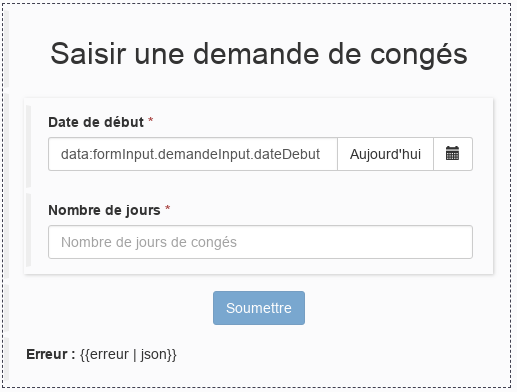 Saisir une demande de congés
Date de début *
data:formInput.demandeInput.dateDebut Aujourd'hui
Nombre de jours *
Nombre de jours de congés
Soumettre
Erreur : {{erreur | json}}